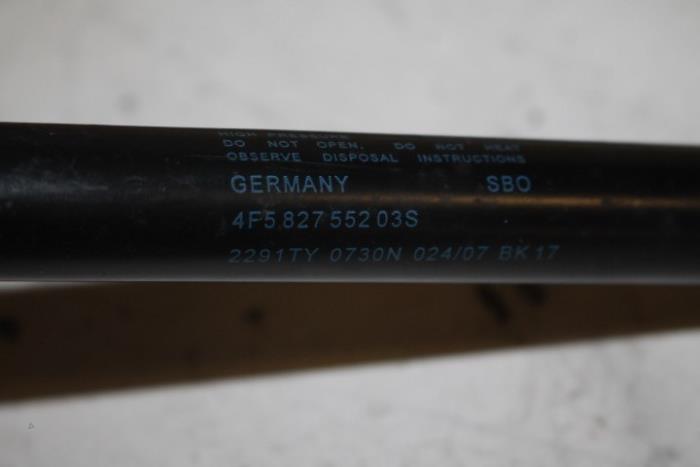 HIGH PRESSURE
DO NOT OPEN. DO NOT HEAT
OBSERVE DISPOSAL INSTRUCTIONS
GERMANY SBO
4F5 827 552 03S
2291TY 0730N 024/07 BK17